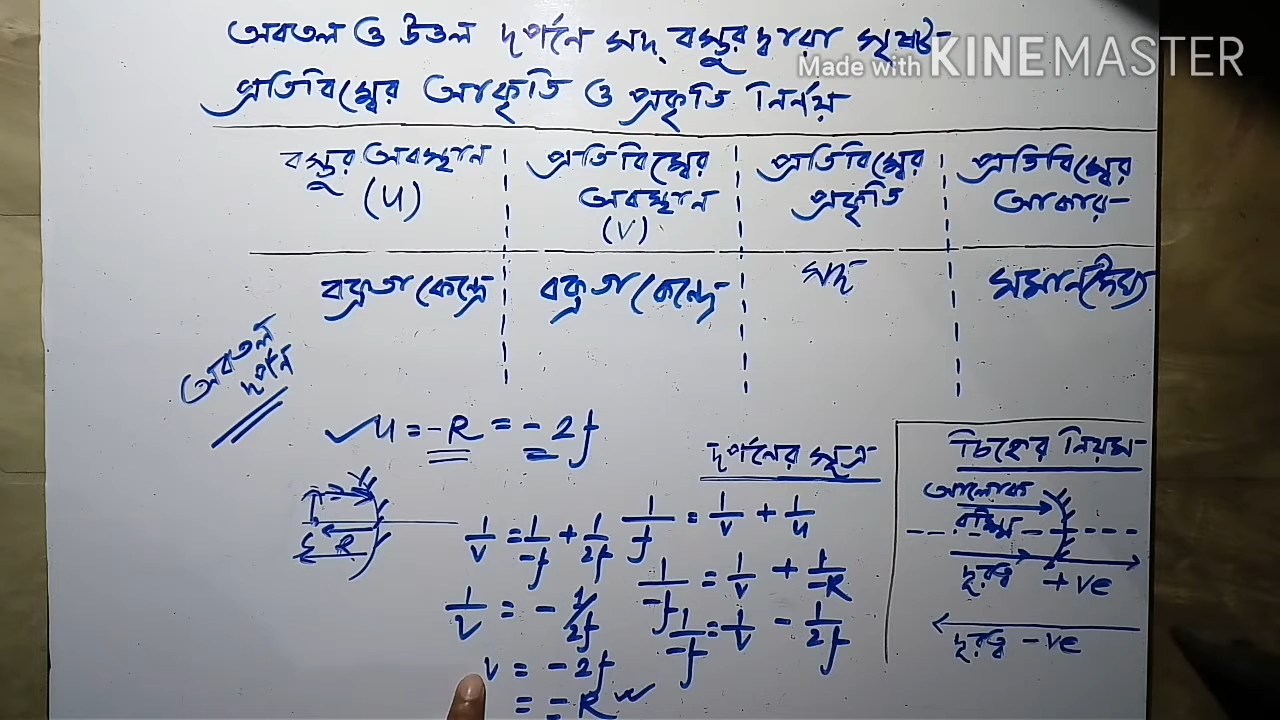 অবতল ও উত্তল দর্পনে সদ্ বস্তুর দ্বারা সৃষ্ট
Made with KINEMASTER
প্রতিবিম্বের আকৃতি ও প্রকৃতি নির্নয়
বস্তুর অবস্থান (u)
প্রতিবিম্বের অবস্থান (v)
প্রতিবিম্বের প্রকৃতি
প্রতিবিম্বের আকার
বক্রতা কেন্দ্রে
বক্রতা কেন্দ্রে
সদ্
সমান দৈর্ঘ্য
অবতল দর্পন
u = -R = -2f
R
1/v = 1/-f + 1/2f
1/v = -1/2f
v = -2f
= -R
দর্পনের সূত্র
1/f = 1/v + 1/u
1/-f = 1/v + 1/-R
1/-f = 1/v - 1/2f
চিহ্নের নিয়ম
আলোক
রশ্মি
দূরত্ব +ve
দূরত্ব -ve